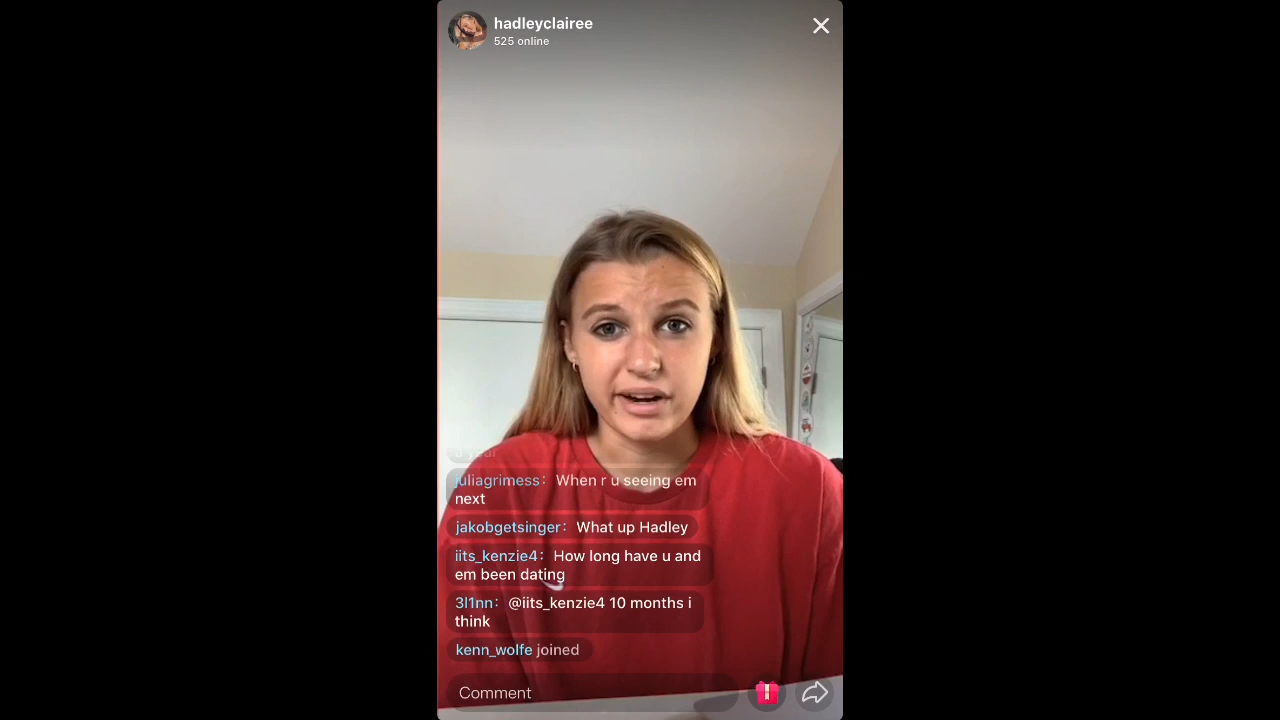 hadleyclairee
525 online
juliagrimess: When r u seeing em
next
jakobgetsinger: What up Hadley
iits_kenzie4: How long have u and
em been dating
3l1nn: @iits_kenzie4 10 months i
think
kenn_wolfe joined
Comment